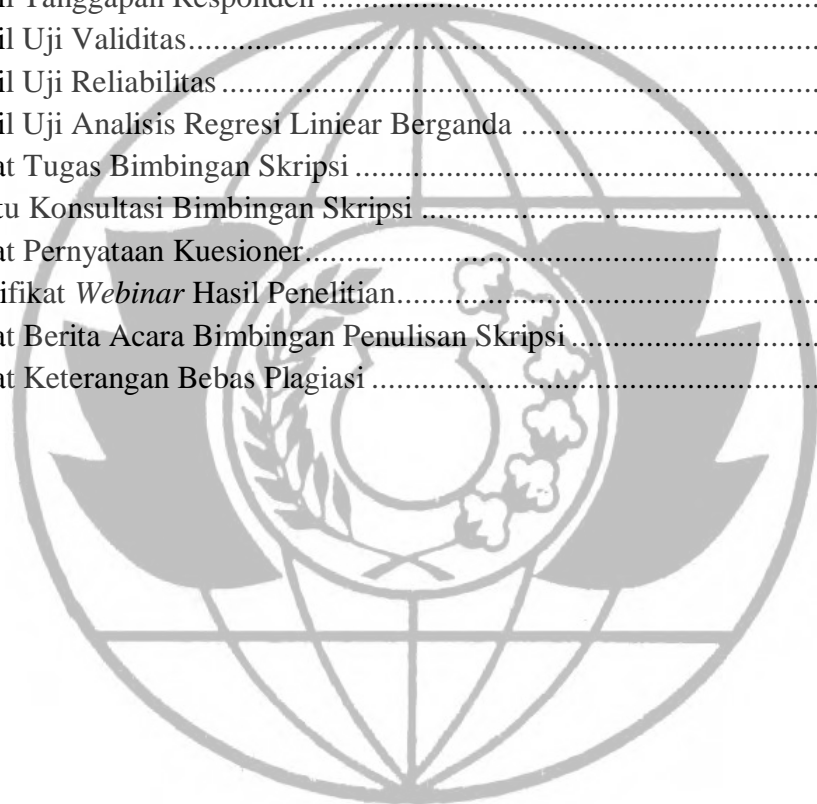 il Tanggapan Responden ........................................................
il Uji Validitas........................................................................
il Uji Reliabilitas ....................................................................
il Uji Analisis Regresi Liniear Berganda ................................
at Tugas Bimbingan Skripsi ....................................................
tu Konsultasi Bimbingan Skripsi ............................................
at Pernyataan Kuesioner..........................................................
ifikat Webinar Hasil Penelitian...............................................
at Berita Acara Bimbingan Penulisan Skripsi .........................
at Keterangan Bebas Plagiasi ..................................................